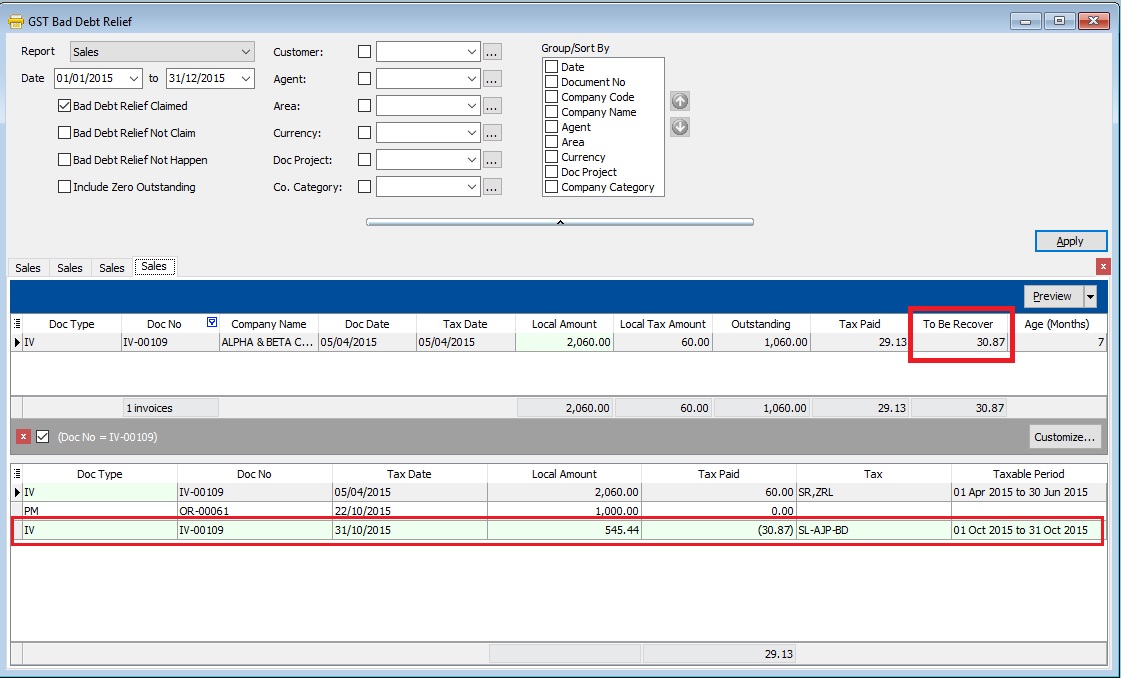 GST Bad Debt Relief
Report Sales Customer: ... Group/Sort By
Date 01/01/2015 to 31/12/2015 Agent: ... Date
Document No
Bad Debt Relief Claimed Area: ... Company Code
Company Name
Bad Debt Relief Not Claim Currency: ... Agent
Area
Bad Debt Relief Not Happen Doc Project: ... Currency
Doc Project
Include Zero Outstanding Co. Category: ... Company Category
Apply
Sales Sales Sales Sales x
Preview
Doc Type Doc No Company Name Doc Date Tax Date Local Amount Local Tax Amount Outstanding Tax Paid To Be Recover Age (Months)
IV IV-00109 ALPHA & BETA C... 05/04/2015 05/04/2015 2,060.00 60.00 1,060.00 29.13 30.87 7
1 invoices 2,060.00 60.00 1,060.00 29.13 30.87
x (Doc No = IV-00109) Customize...
Doc Type Doc No Tax Date Local Amount Tax Paid Tax Taxable Period
IV IV-00109 05/04/2015 2,060.00 60.00 SR,ZRL 01 Apr 2015 to 30 Jun 2015
PM OR-00061 22/10/2015 1,000.00 0.00
IV IV-00109 31/10/2015 545.44 (30.87) SL-AJP-BD 01 Oct 2015 to 31 Oct 2015
29.13